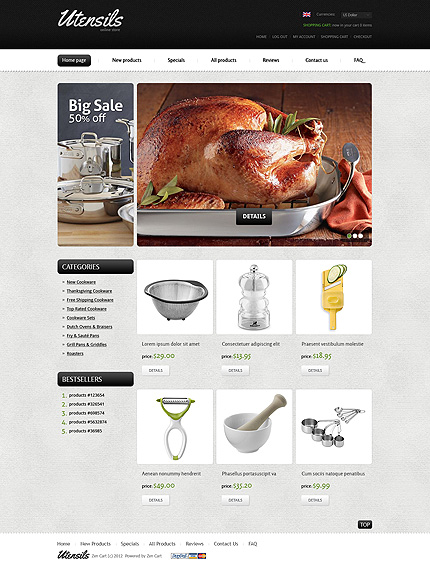 Utensils
online store
Currencies: US Dollar
SHOPPING CART: now in your cart 0 items
HOME LOG OUT MY ACCOUNT SHOPPING CART CHECKOUT
Home page New products Specials All products Reviews Contact us FAQ
Big Sale
50% off
DETAILS
CATEGORIES
New Cookware
Thanksgiving Cookware
Free Shipping Cookware
Top Rated Cookware
Cookware Sets
Dutch Ovens & Braisers
Fry & Sauté Pans
Grill Pans & Griddles
Roasters
Lorem ipsum dolor sit amet
price: $29.00
DETAILS
Consectetuer adipiscing elit
price: $13.95
DETAILS
Praesent vestibulum molestie
price: $18.95
DETAILS
BESTSELLERS
1. products #123654
2. products #326541
3. products #698574
4. products #5632874
5. products #36985
Aenean nonummy hendrerit
price: $49.00
DETAILS
Phasellus portasuscipit va
price: $35.20
DETAILS
Cum sociis natoque penatibus
price: $9.99
DETAILS
TOP
Home New Products Specials All Products Reviews Contact Us FAQ
Utensils Zen Cart (c) 2012 Powered by Zen Cart